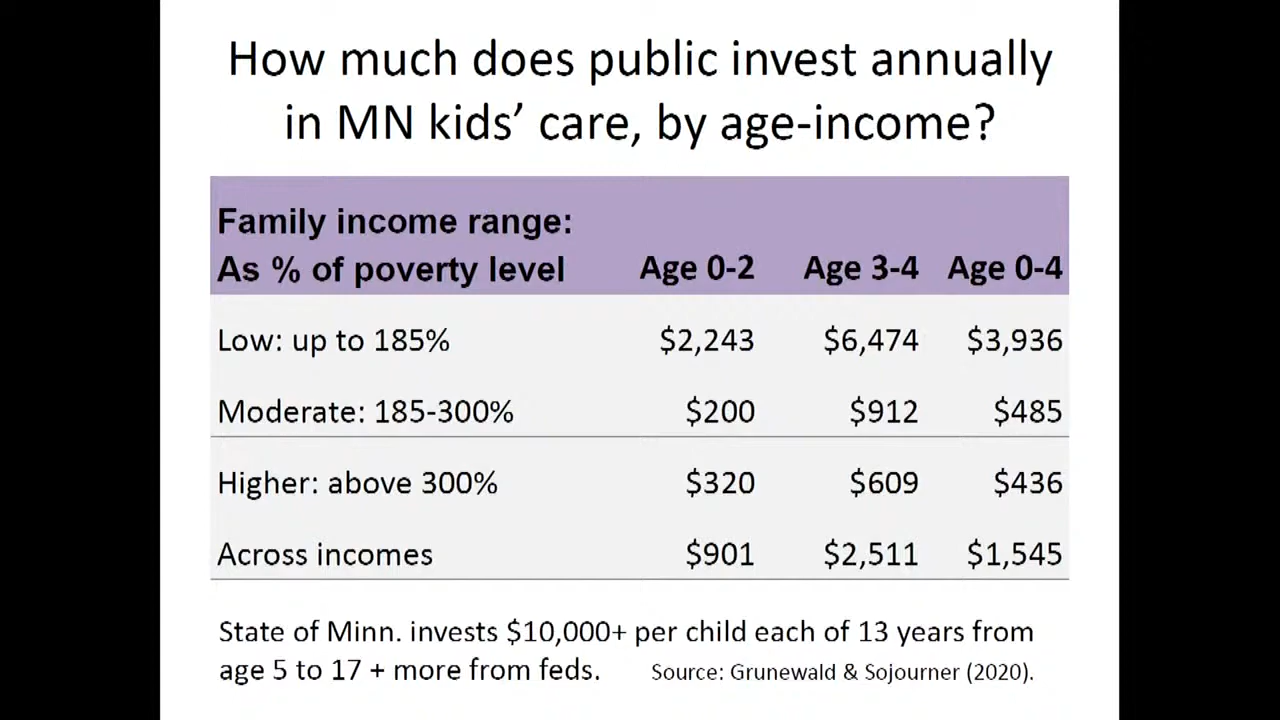 How much does public invest annually
in MN kids’ care, by age-income?
Family income range:
As % of poverty level Age 0-2 Age 3-4 Age 0-4
Low: up to 185% $2,243 $6,474 $3,936
Moderate: 185-300% $200 $912 $485
Higher: above 300% $320 $609 $436
Across incomes $901 $2,511 $1,545
State of Minn. invests $10,000+ per child each of 13 years from
age 5 to 17 + more from feds. Source: Grunewald & Sojourner (2020).